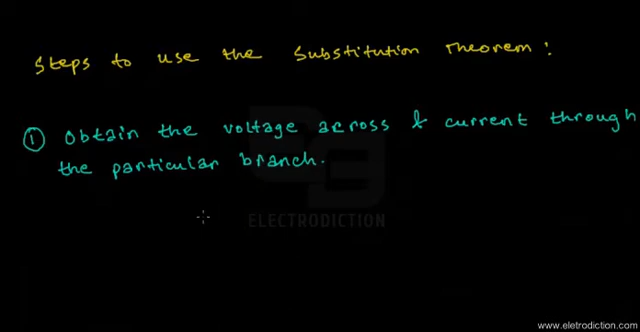 Steps to use the Substitution Theorem:
① Obtain the voltage across & current through
the particular branch.
ELECTRODICTION
www.eletrodiction.com